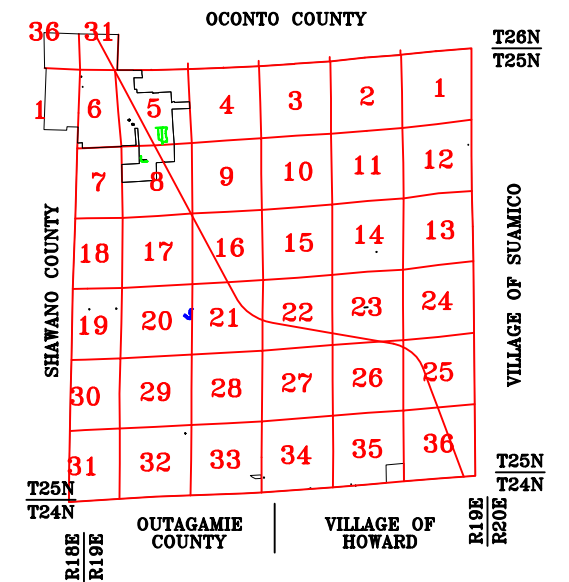 OCONTO COUNTY
36 31
T26N
T25N
1 6 5 4 3 2 1
7 8 9 10 11 12
18 17 16 15 14 13
19 20 21 22 23 24
30 29 28 27 26 25
31 32 33 34 35 36
SHAWANO COUNTY
VILLAGE OF SUAMICO
T25N
T24N
T25N
T24N
R18E
R19E
OUTAGAMIE
COUNTY
VILLAGE OF
HOWARD
R19E
R20E